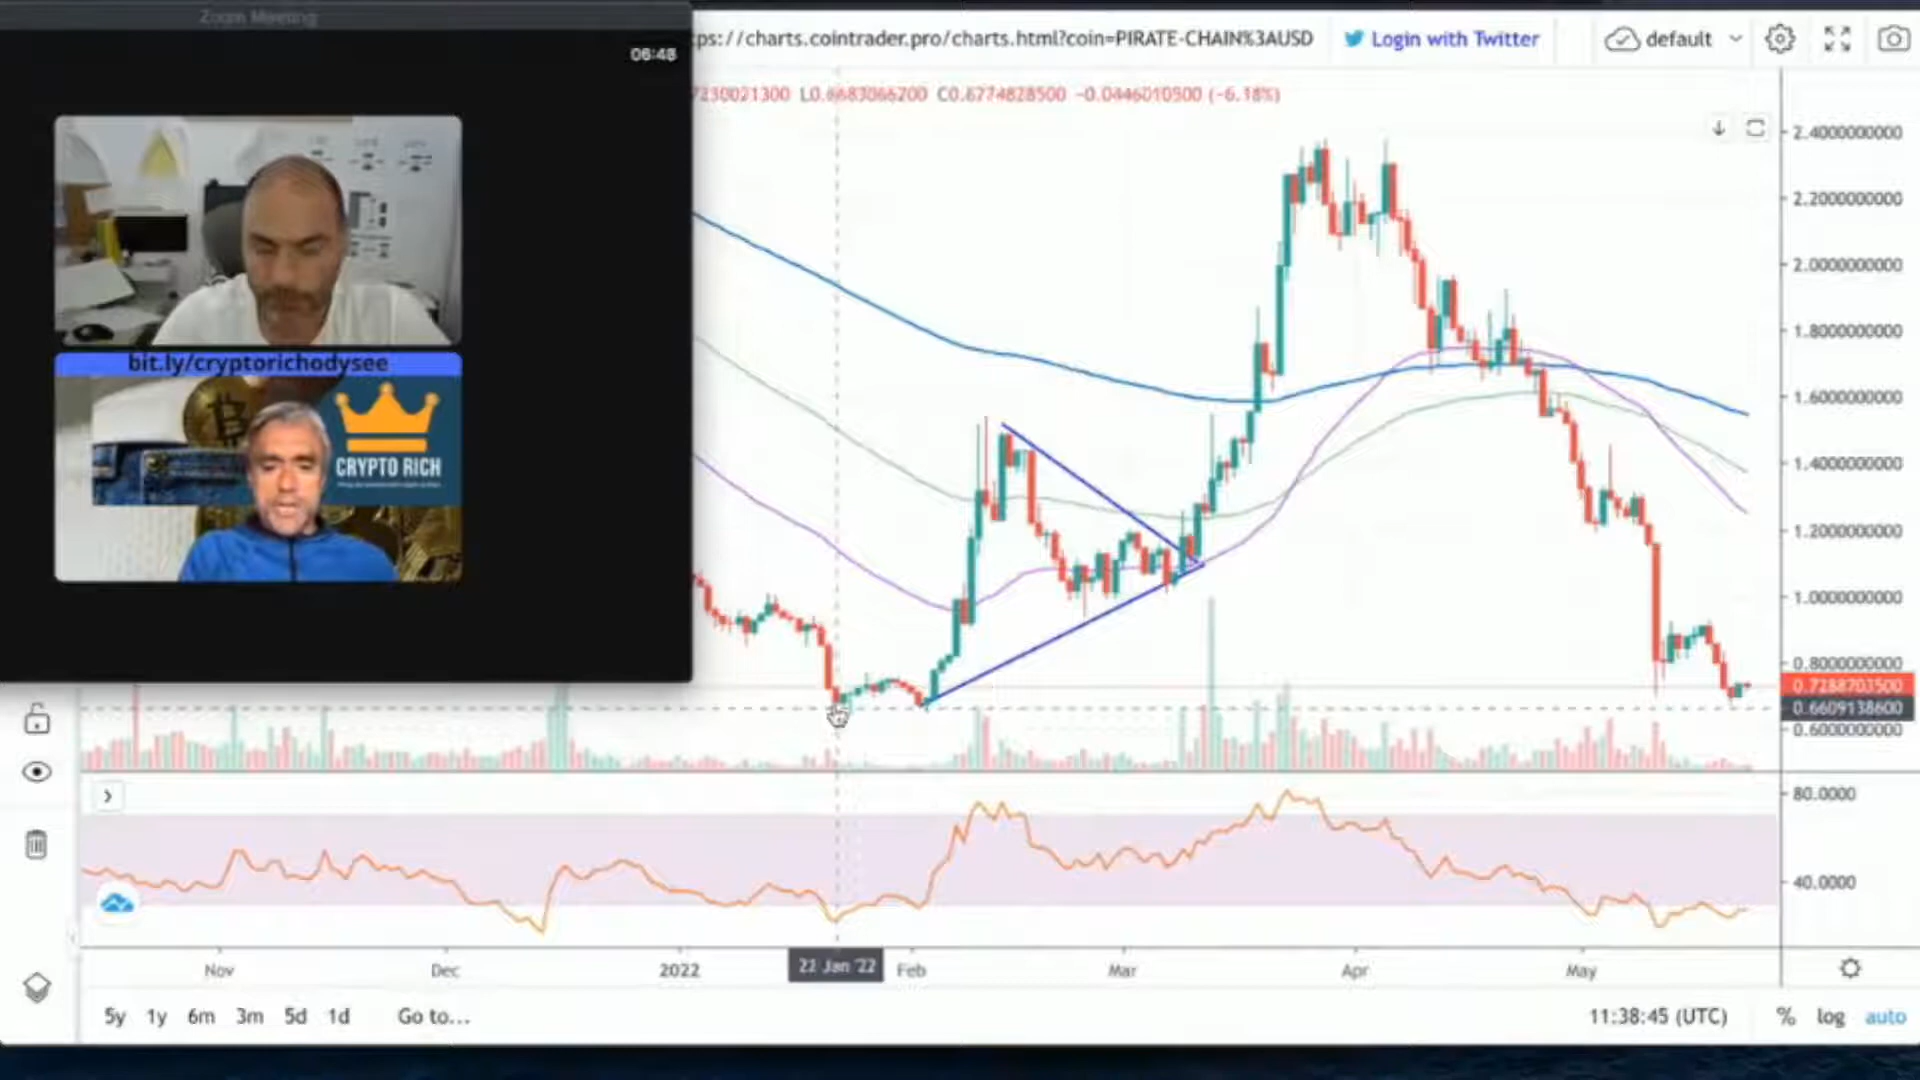 Zoom Meeting
06:48
bit.ly/cryptorichodysee
CRYPTO RICH
ps://charts.cointrader.pro/charts.html?coin=PIRATE-CHAIN%3AUSD
Login with Twitter
default
7230021300 L0.6683066200 C0.6774828500 −0.0446010500 (−6.18%)
2.4000000000
2.2000000000
2.0000000000
1.8000000000
1.6000000000
1.4000000000
1.2000000000
1.0000000000
0.8000000000
0.7288703500
0.6609138600
0.6000000000
80.0000
40.0000
Nov Dec 2022 22 Jan '22 Feb Mar Apr May
5y 1y 6m 3m 5d 1d Go to... 11:38:45 (UTC) % log auto